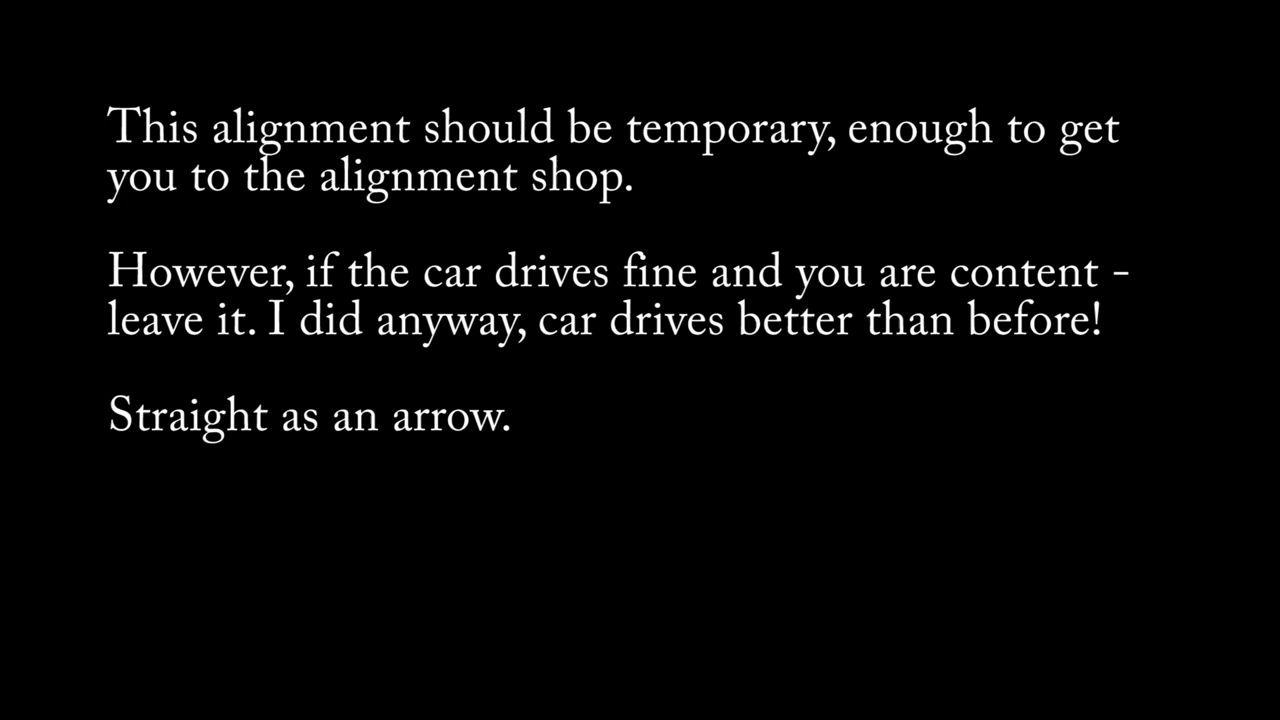 This alignment should be temporary, enough to get
you to the alignment shop.
However, if the car drives fine and you are content -
leave it. I did anyway, car drives better than before!
Straight as an arrow.